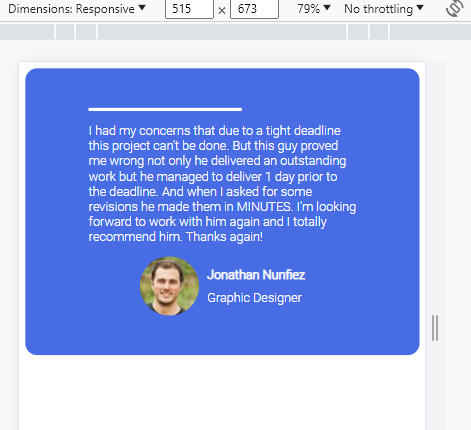 Dimensions: Responsive ▼ 515 × 673 79% ▼ No throttling ▼
I had my concerns that due to a tight deadline
this project can't be done. But this guy proved
me wrong not only he delivered an outstanding
work but he managed to deliver 1 day prior to
the deadline. And when I asked for some
revisions he made them in MINUTES. I'm looking
forward to work with him again and I totally
recommend him. Thanks again!
Jonathan Nunfiez
Graphic Designer